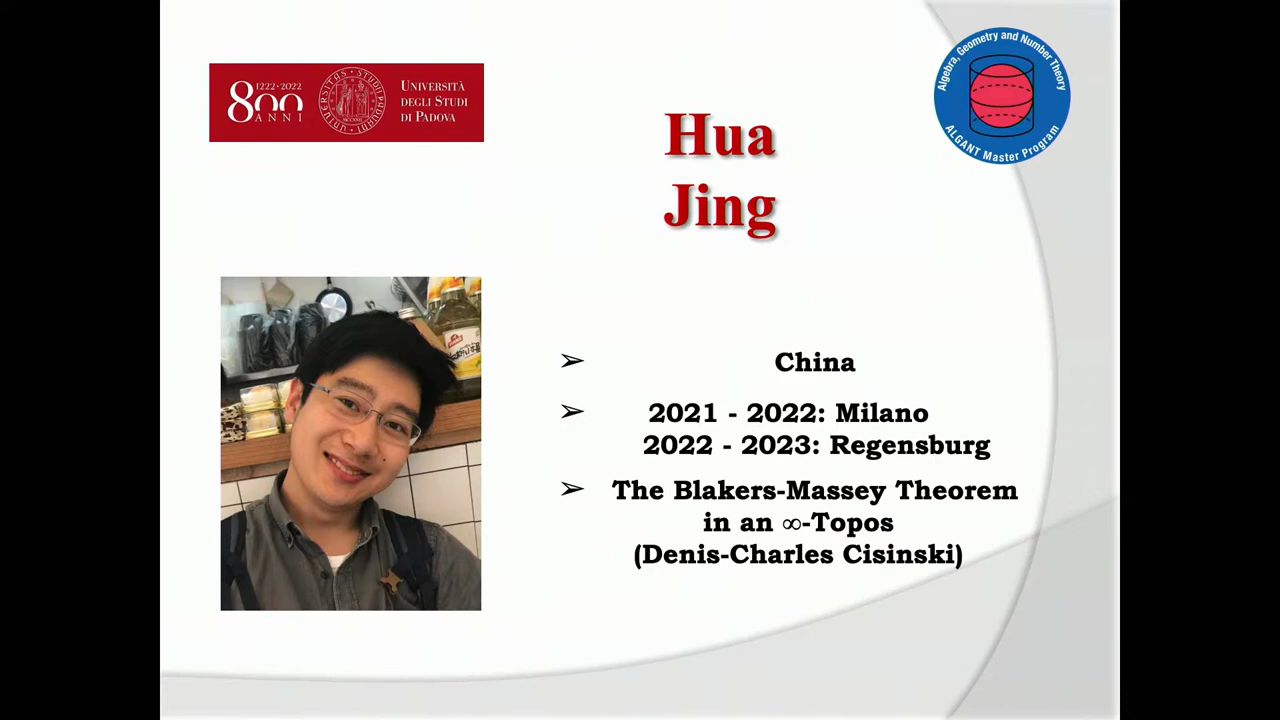 1222·2022
800
ANNI
UNIVERSITÀ
DEGLI STUDI
DI PADOVA
Algebra, Geometry and Number Theory
ALGANT Master Program
Hua
Jing
➢ China
➢ 2021 - 2022: Milano
2022 - 2023: Regensburg
➢ The Blakers-Massey Theorem
in an ∞-Topos
(Denis-Charles Cisinski)